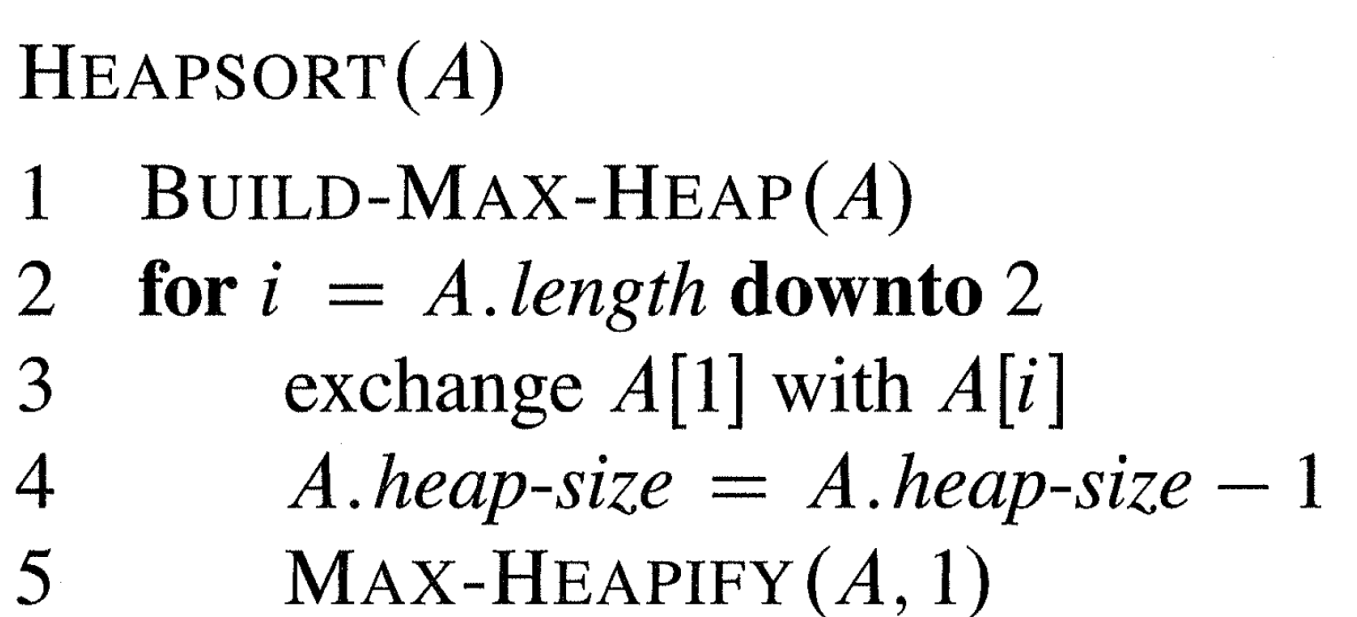 HEAPSORT(A)
1 BUILD-MAX-HEAP(A)
2 for i = A.length downto 2
3 exchange A[1] with A[i]
4 A.heap-size = A.heap-size − 1
5 MAX-HEAPIFY(A, 1)